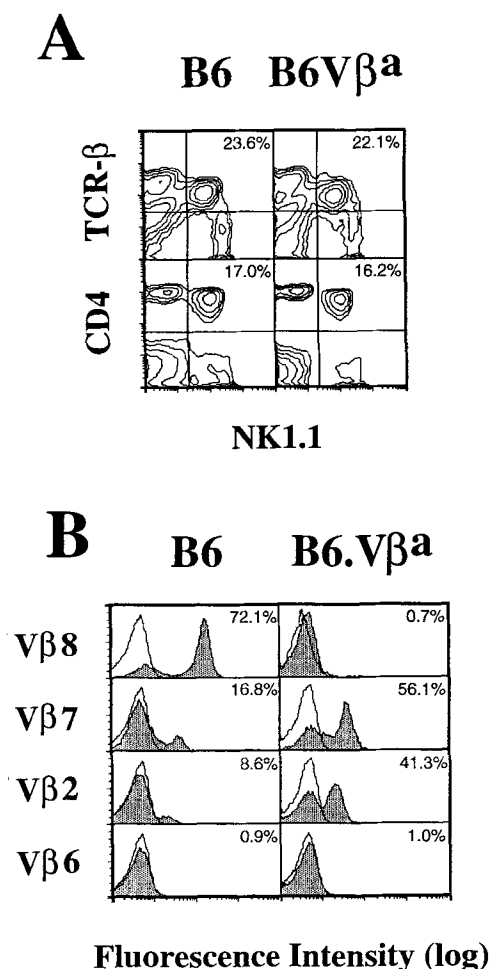 A
B6 B6Vβa
TCR-β
23.6% 22.1%
CD4
17.0% 16.2%
NK1.1
B
B6 B6.Vβa
Vβ8 72.1% 0.7%
Vβ7 16.8% 56.1%
Vβ2 8.6% 41.3%
Vβ6 0.9% 1.0%
Fluorescence Intensity (log)